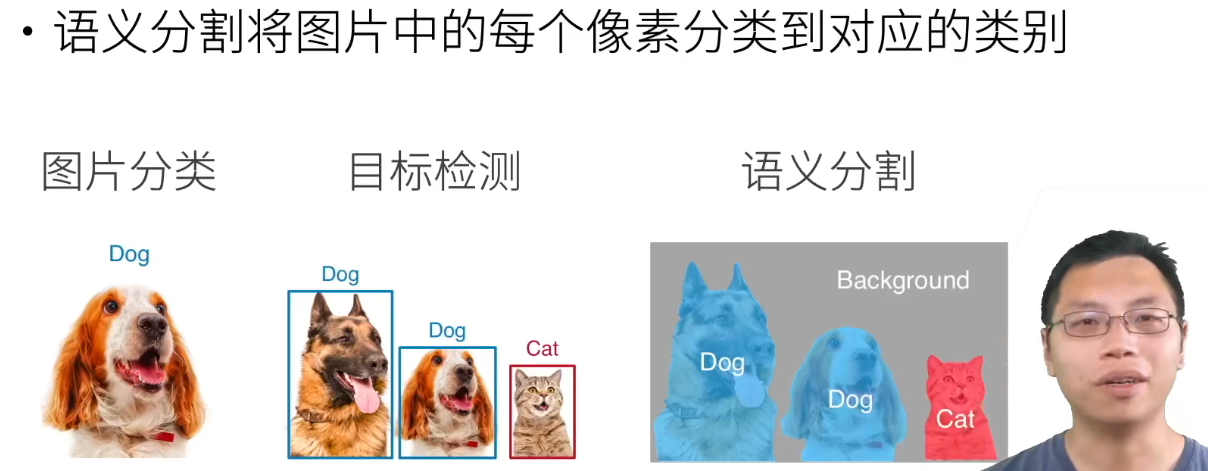 • 语义分割将图片中的每个像素分类到对应的类别
图片分类
目标检测
语义分割
Dog
Dog
Dog
Cat
Background
Dog
Dog
Cat